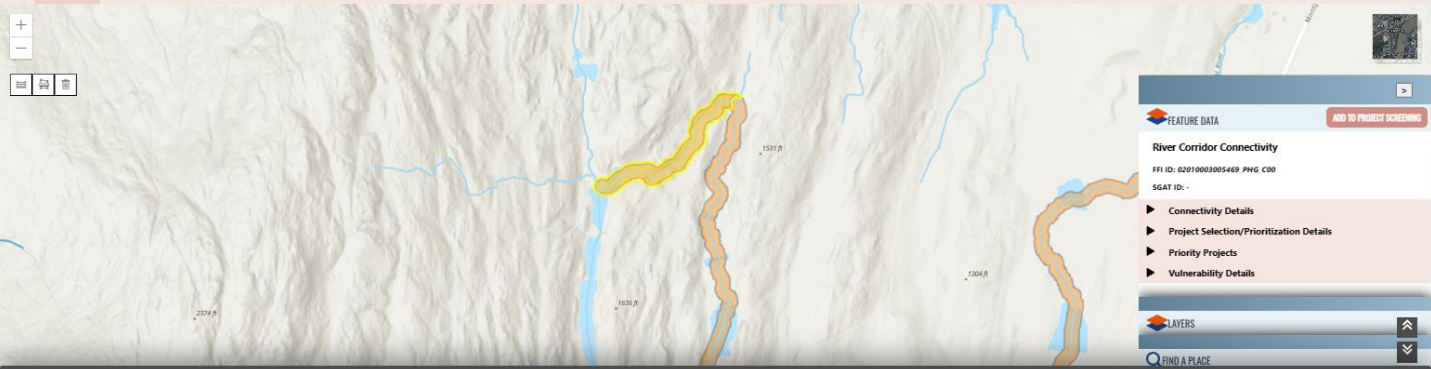 +
−
Montp
FEATURE DATA
ADD TO PROJECT SCREENING
>
River Corridor Connectivity
FFI ID: 02010003005469_PHG_C00
SGAT ID: -
Connectivity Details
Project Selection/Prioritization Details
Priority Projects
Vulnerability Details
LAYERS
FIND A PLACE
1531 ft
1304 ft
1636 ft
2374 ft